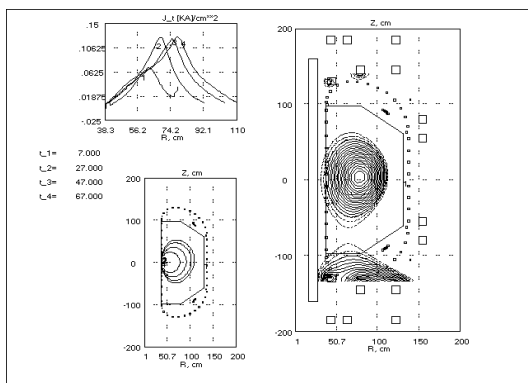 J_t [KA]/cm**2
.15
.10625
.0625
.01875
-.025
2 3 4
38.3 56.2 74.2 92.1 110
R, cm
t_1= 7.000
t_2= 27.000
t_3= 47.000
t_4= 67.000
Z, cm
200
100
0
-100
-200
1 50.7 100 150 200
R, cm
Z, cm
200
100
0
-100
-200
1 50.7 100 150 200
R, cm